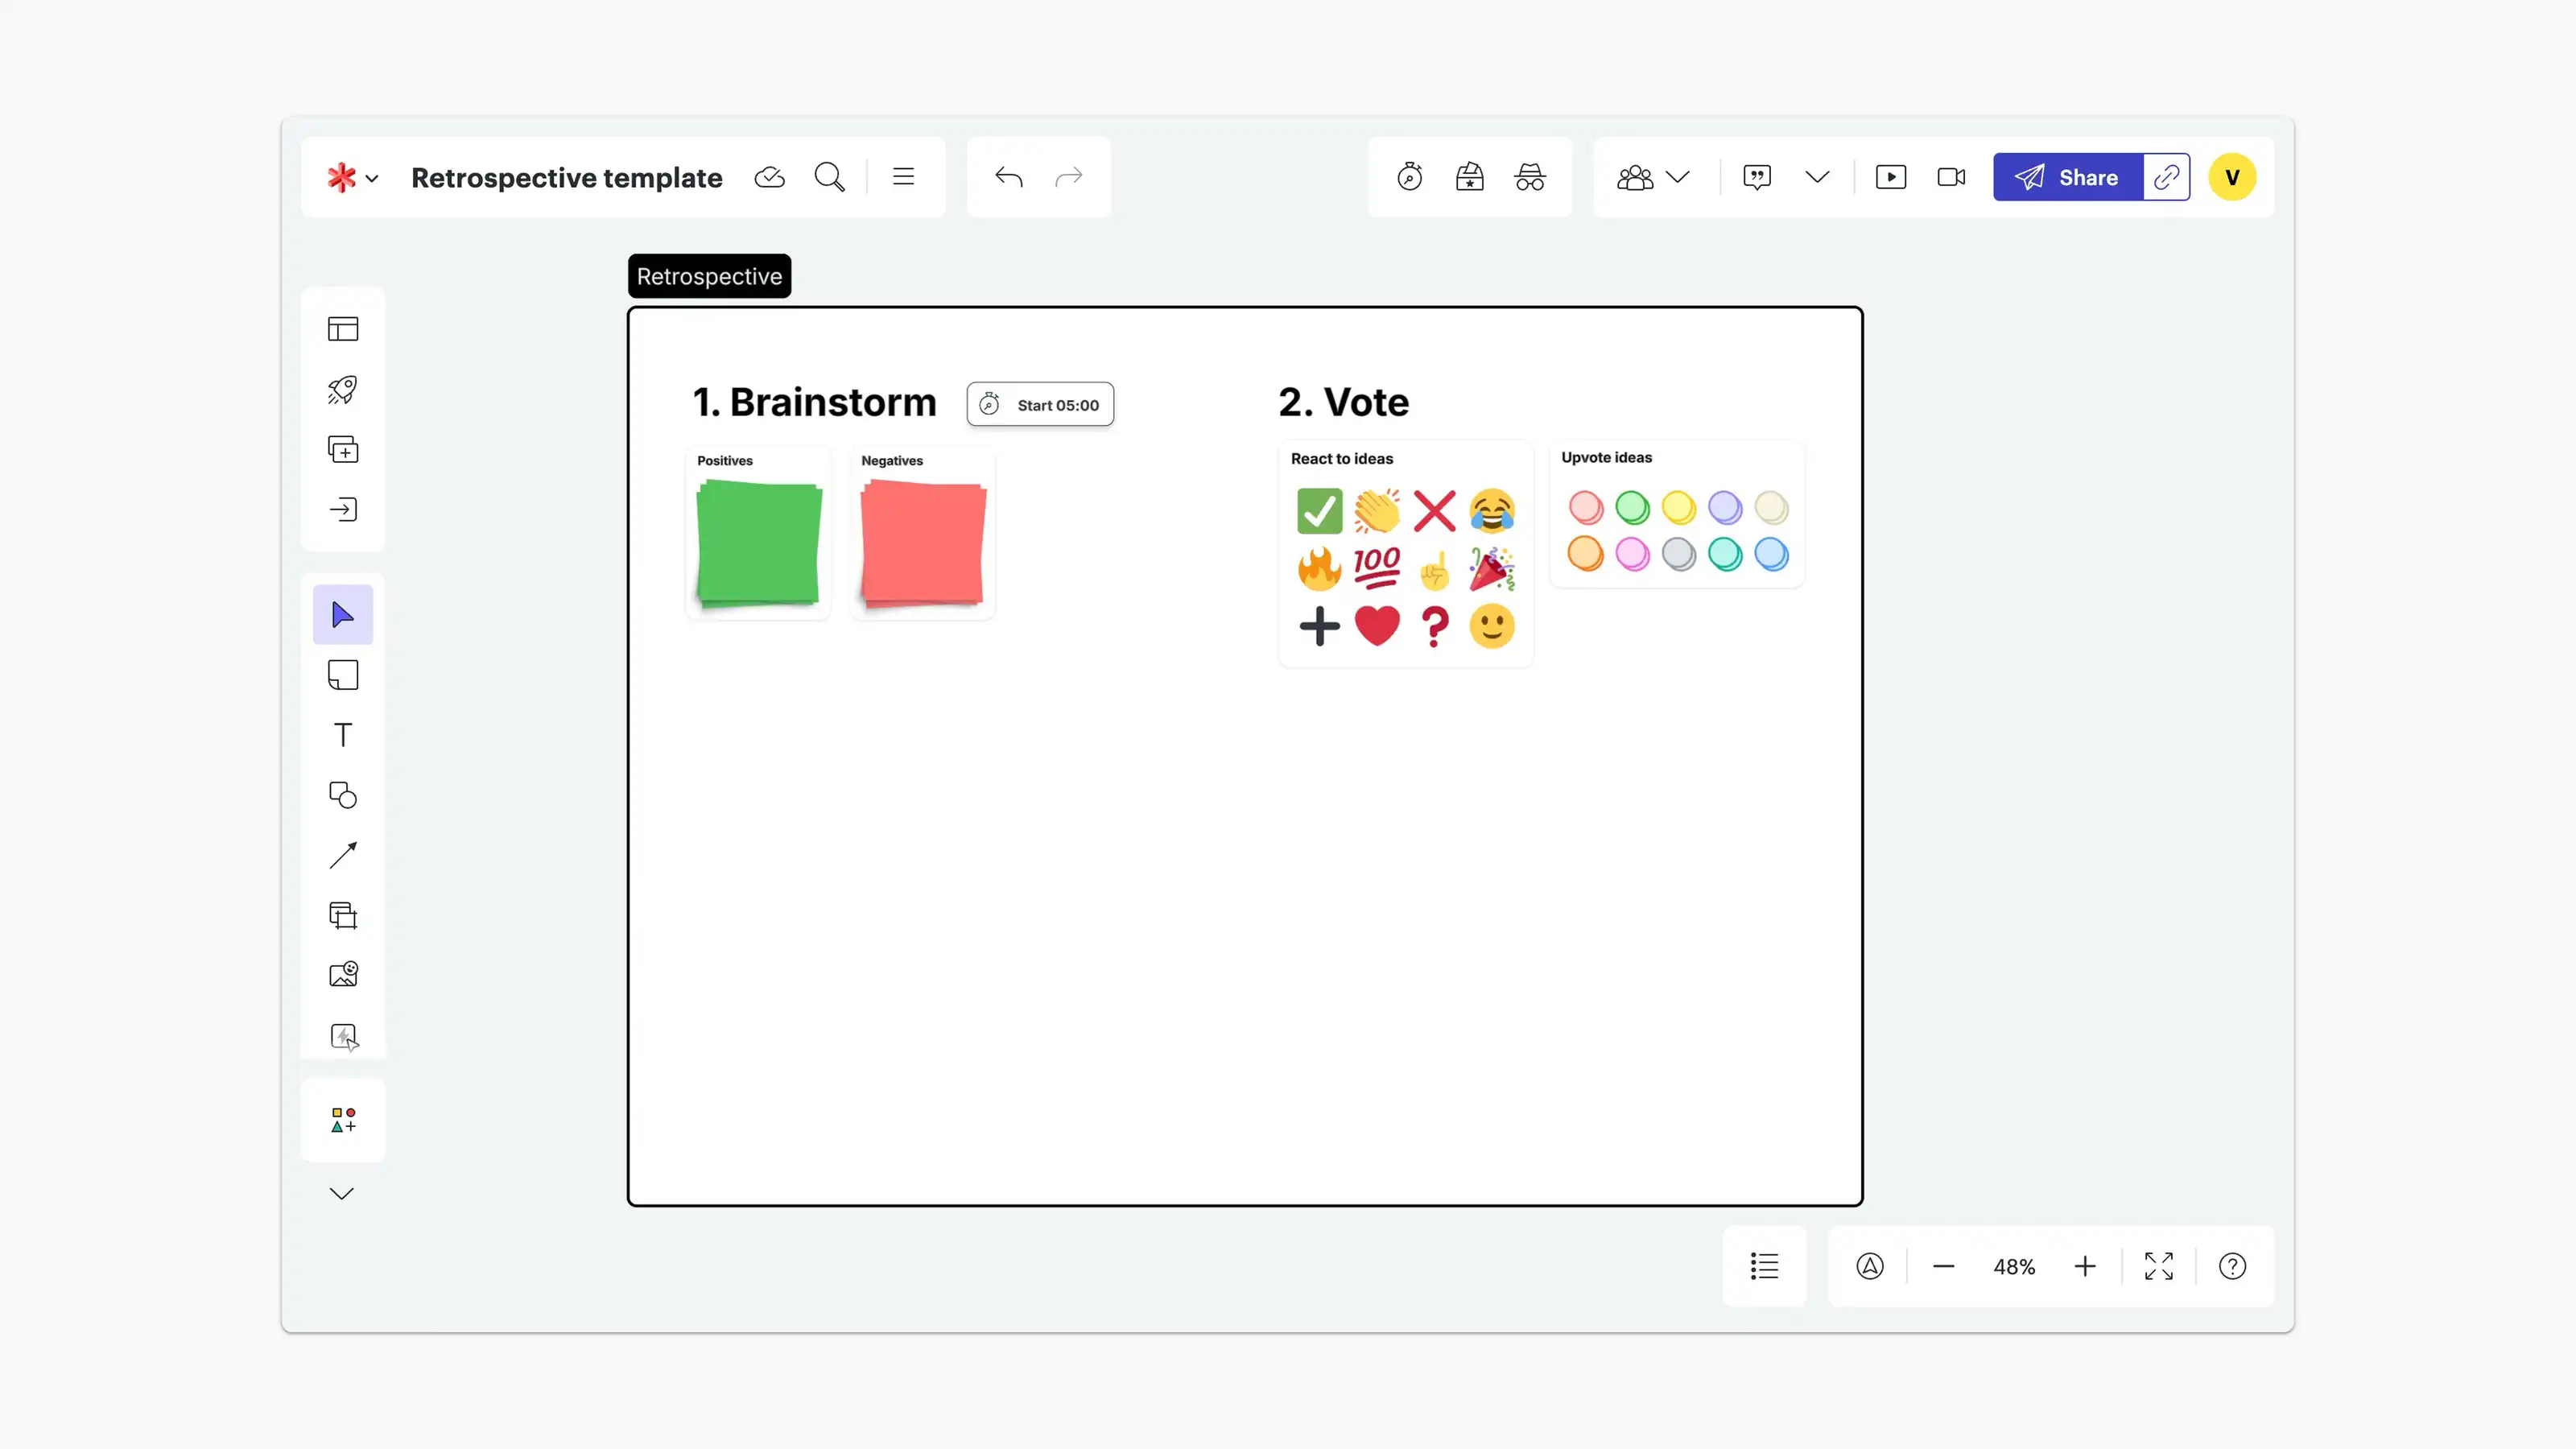 Retrospective template
Share
V
Retrospective
1. Brainstorm
Start 05:00
2. Vote
Positives
Negatives
React to ideas
Upvote ideas
100
T
48%